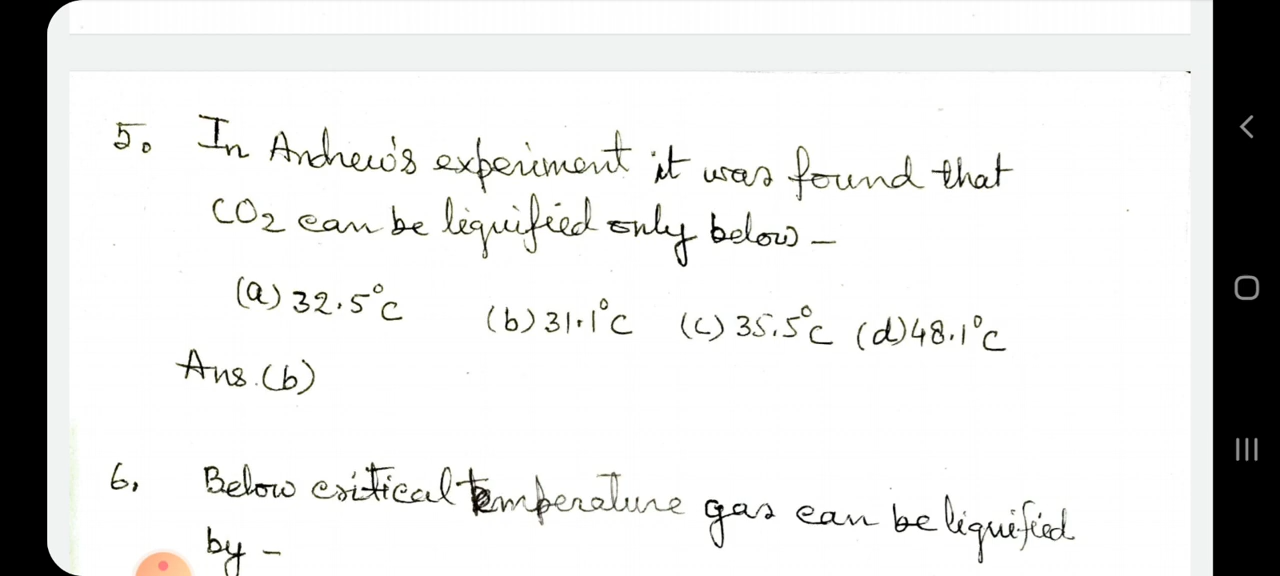 5. In Andrew's experiment it was found that
CO2 can be liquified only below –
(a) 32.5°C (b) 31.1°C (c) 35.5°C (d) 48.1°C
Ans. (b)
6. Below critical temperature gas can be liquified
by –